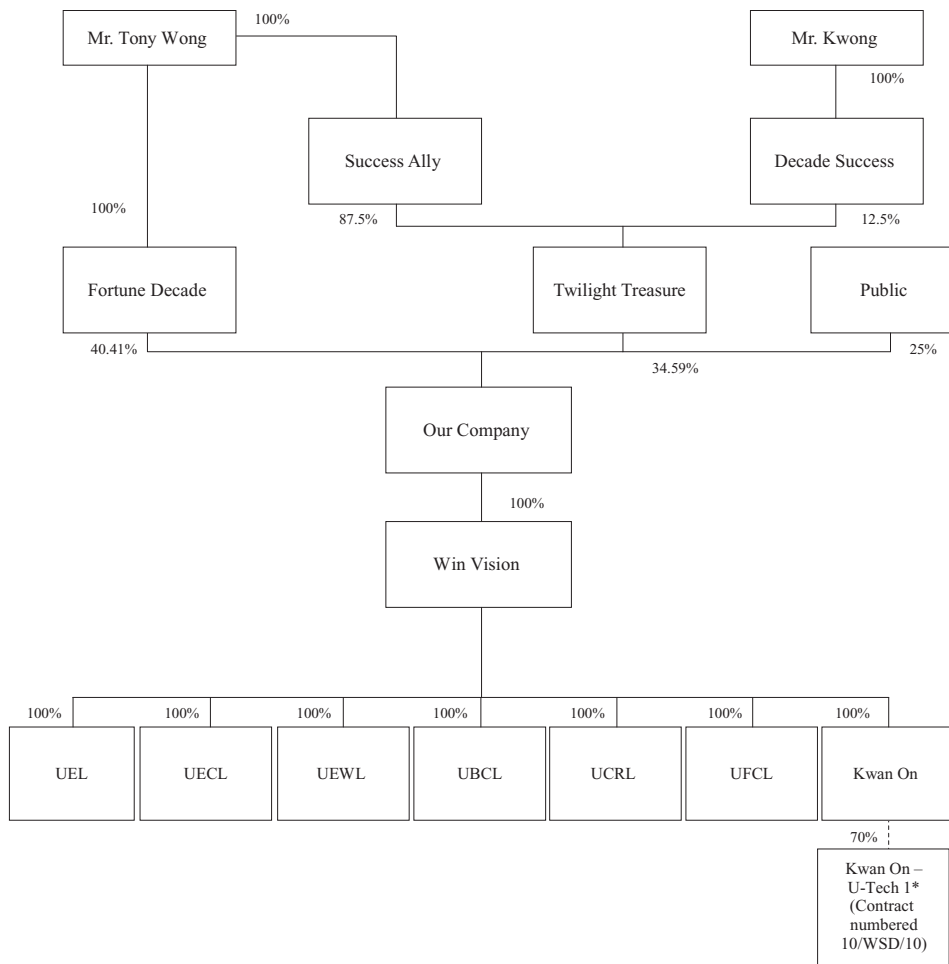 100%
Mr. Tony Wong
Mr. Kwong
100%
Success Ally
Decade Success
100%
87.5%
12.5%
Fortune Decade
Twilight Treasure
Public
40.41%
34.59%
25%
Our Company
100%
Win Vision
100%
100%
100%
100%
100%
100%
100%
UEL
UECL
UEWL
UBCL
UCRL
UFCL
Kwan On
70%
Kwan On –
U-Tech 1*
(Contract
numbered
10/WSD/10)